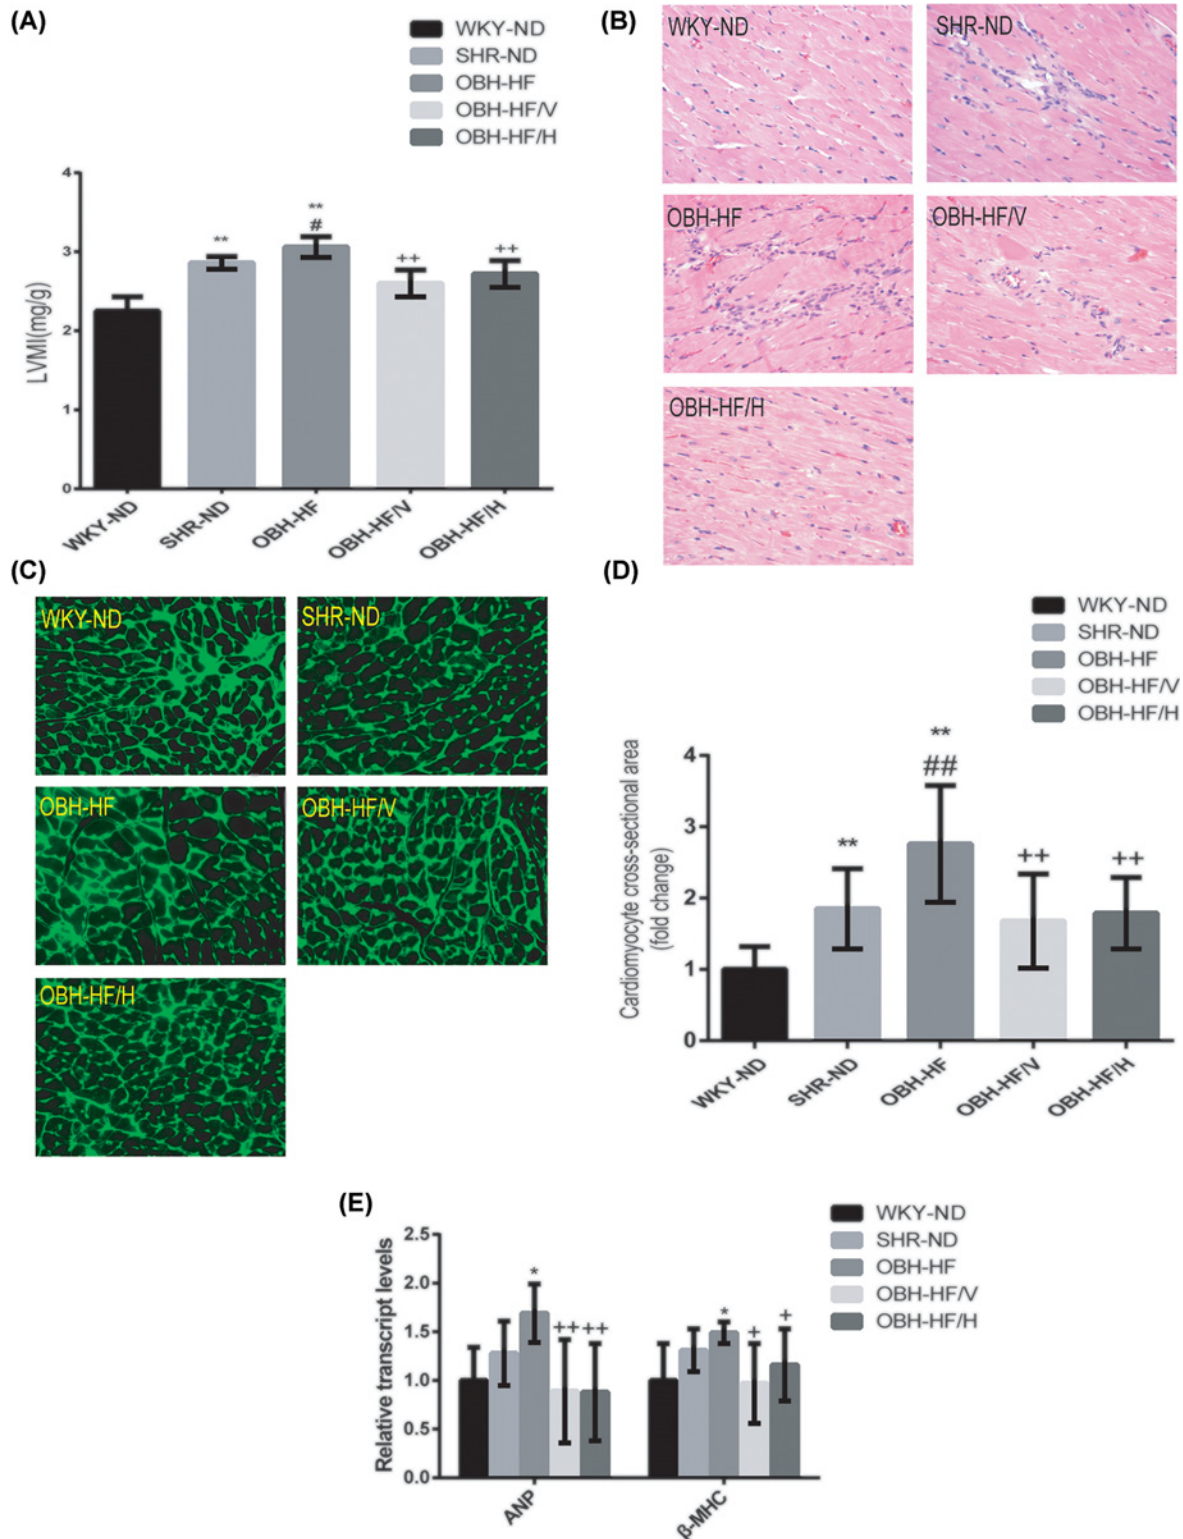 (A)
WKY-ND
SHR-ND
OBH-HF
OBH-HF/V
OBH-HF/H
LVMI(mg/g)
4
3
2
1
0
**
**
#
++
++
WKY-ND
SHR-ND
OBH-HF
OBH-HF/V
OBH-HF/H
(B)
WKY-ND
SHR-ND
OBH-HF
OBH-HF/V
OBH-HF/H
(C)
WKY-ND
SHR-ND
OBH-HF
OBH-HF/V
OBH-HF/H
(D)
WKY-ND
SHR-ND
OBH-HF
OBH-HF/V
OBH-HF/H
Cardiomyocyte cross-sectional area
(fold change)
4
3
2
1
0
**
**
##
++
++
WKY-ND
SHR-ND
OBH-HF
OBH-HF/V
OBH-HF/H
(E)
WKY-ND
SHR-ND
OBH-HF
OBH-HF/V
OBH-HF/H
Relative transcript levels
2.5
2.0
1.5
1.0
0.5
0.0
*
++
++
*
+
+
ANP
β-MHC